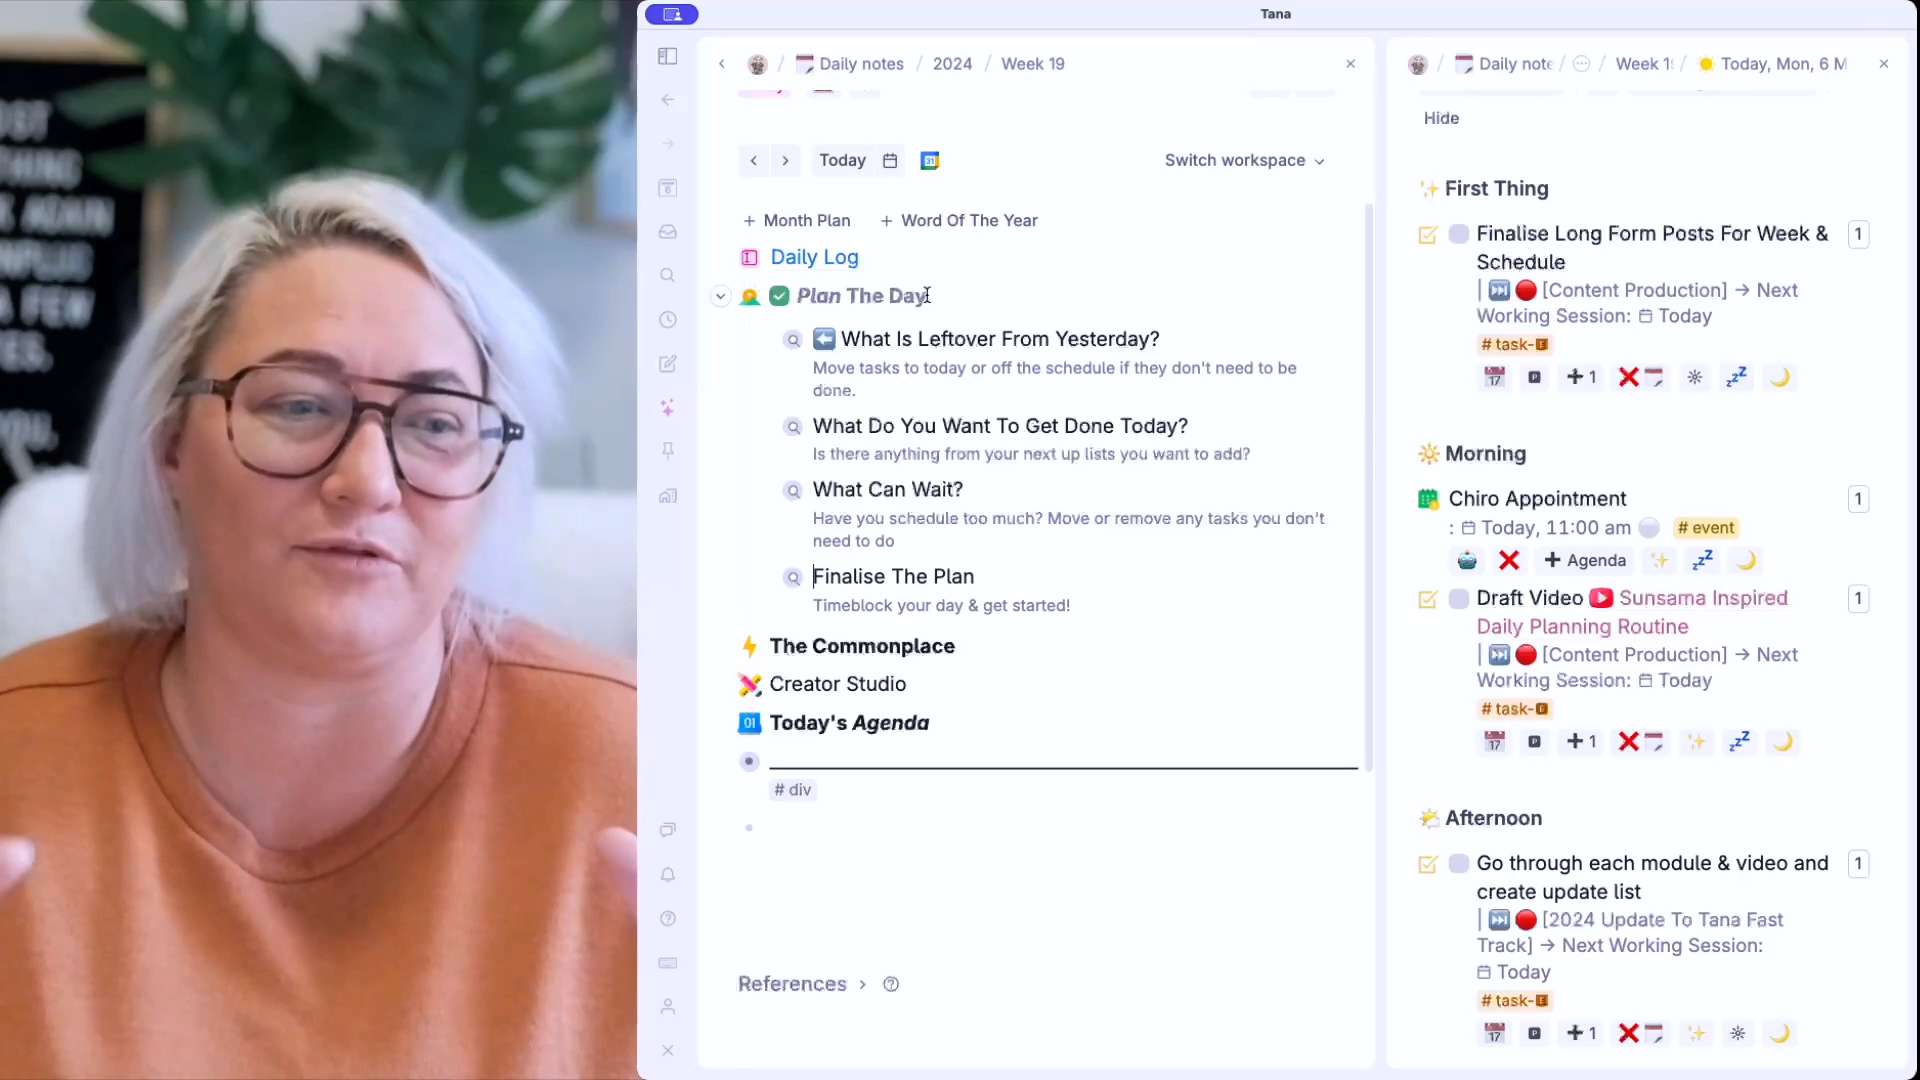 Tana
Daily notes / 2024 / Week 19
Today
31
Switch workspace
+ Month Plan + Word Of The Year
Daily Log
Plan The Day
What Is Leftover From Yesterday?
Move tasks to today or off the schedule if they don't need to be
done.
What Do You Want To Get Done Today?
Is there anything from your next up lists you want to add?
What Can Wait?
Have you schedule too much? Move or remove any tasks you don't
need to do
Finalise The Plan
Timeblock your day & get started!
The Commonplace
Creator Studio
01 Today's Agenda
# div
References
6
Daily note / Week 1 / Today, Mon, 6 M
Hide
First Thing
Finalise Long Form Posts For Week & 1
Schedule
| [Content Production] → Next
Working Session: Today
# task-
17 P + 1
Morning
Chiro Appointment 1
: Today, 11:00 am # event
+ Agenda
Draft Video Sunsama Inspired 1
Daily Planning Routine
| [Content Production] → Next
Working Session: Today
# task-
17 P + 1
Afternoon
Go through each module & video and 1
create update list
| [2024 Update To Tana Fast
Track] → Next Working Session:
Today
# task-
17 P + 1